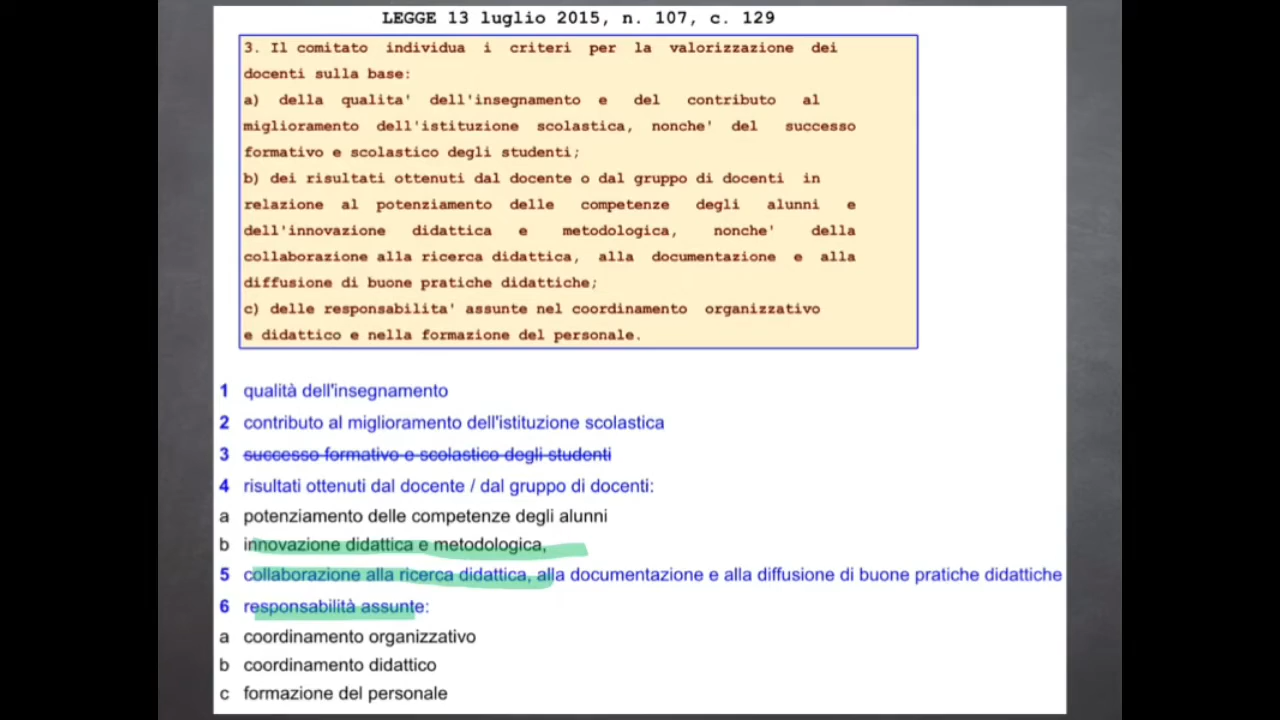 LEGGE 13 luglio 2015, n. 107, c. 129
3. Il comitato individua i criteri per la valorizzazione dei
docenti sulla base:
a) della qualita' dell'insegnamento e del contributo al
miglioramento dell'istituzione scolastica, nonche' del successo
formativo e scolastico degli studenti;
b) dei risultati ottenuti dal docente o dal gruppo di docenti in
relazione al potenziamento delle competenze degli alunni e
dell'innovazione didattica e metodologica, nonche' della
collaborazione alla ricerca didattica, alla documentazione e alla
diffusione di buone pratiche didattiche;
c) delle responsabilita' assunte nel coordinamento organizzativo
e didattico e nella formazione del personale.
1 qualità dell'insegnamento
2 contributo al miglioramento dell'istituzione scolastica
3 successo formativo e scolastico degli studenti
4 risultati ottenuti dal docente / dal gruppo di docenti:
a potenziamento delle competenze degli alunni
b innovazione didattica e metodologica,
5 collaborazione alla ricerca didattica, alla documentazione e alla diffusione di buone pratiche didattiche
6 responsabilità assunte:
a coordinamento organizzativo
b coordinamento didattico
c formazione del personale